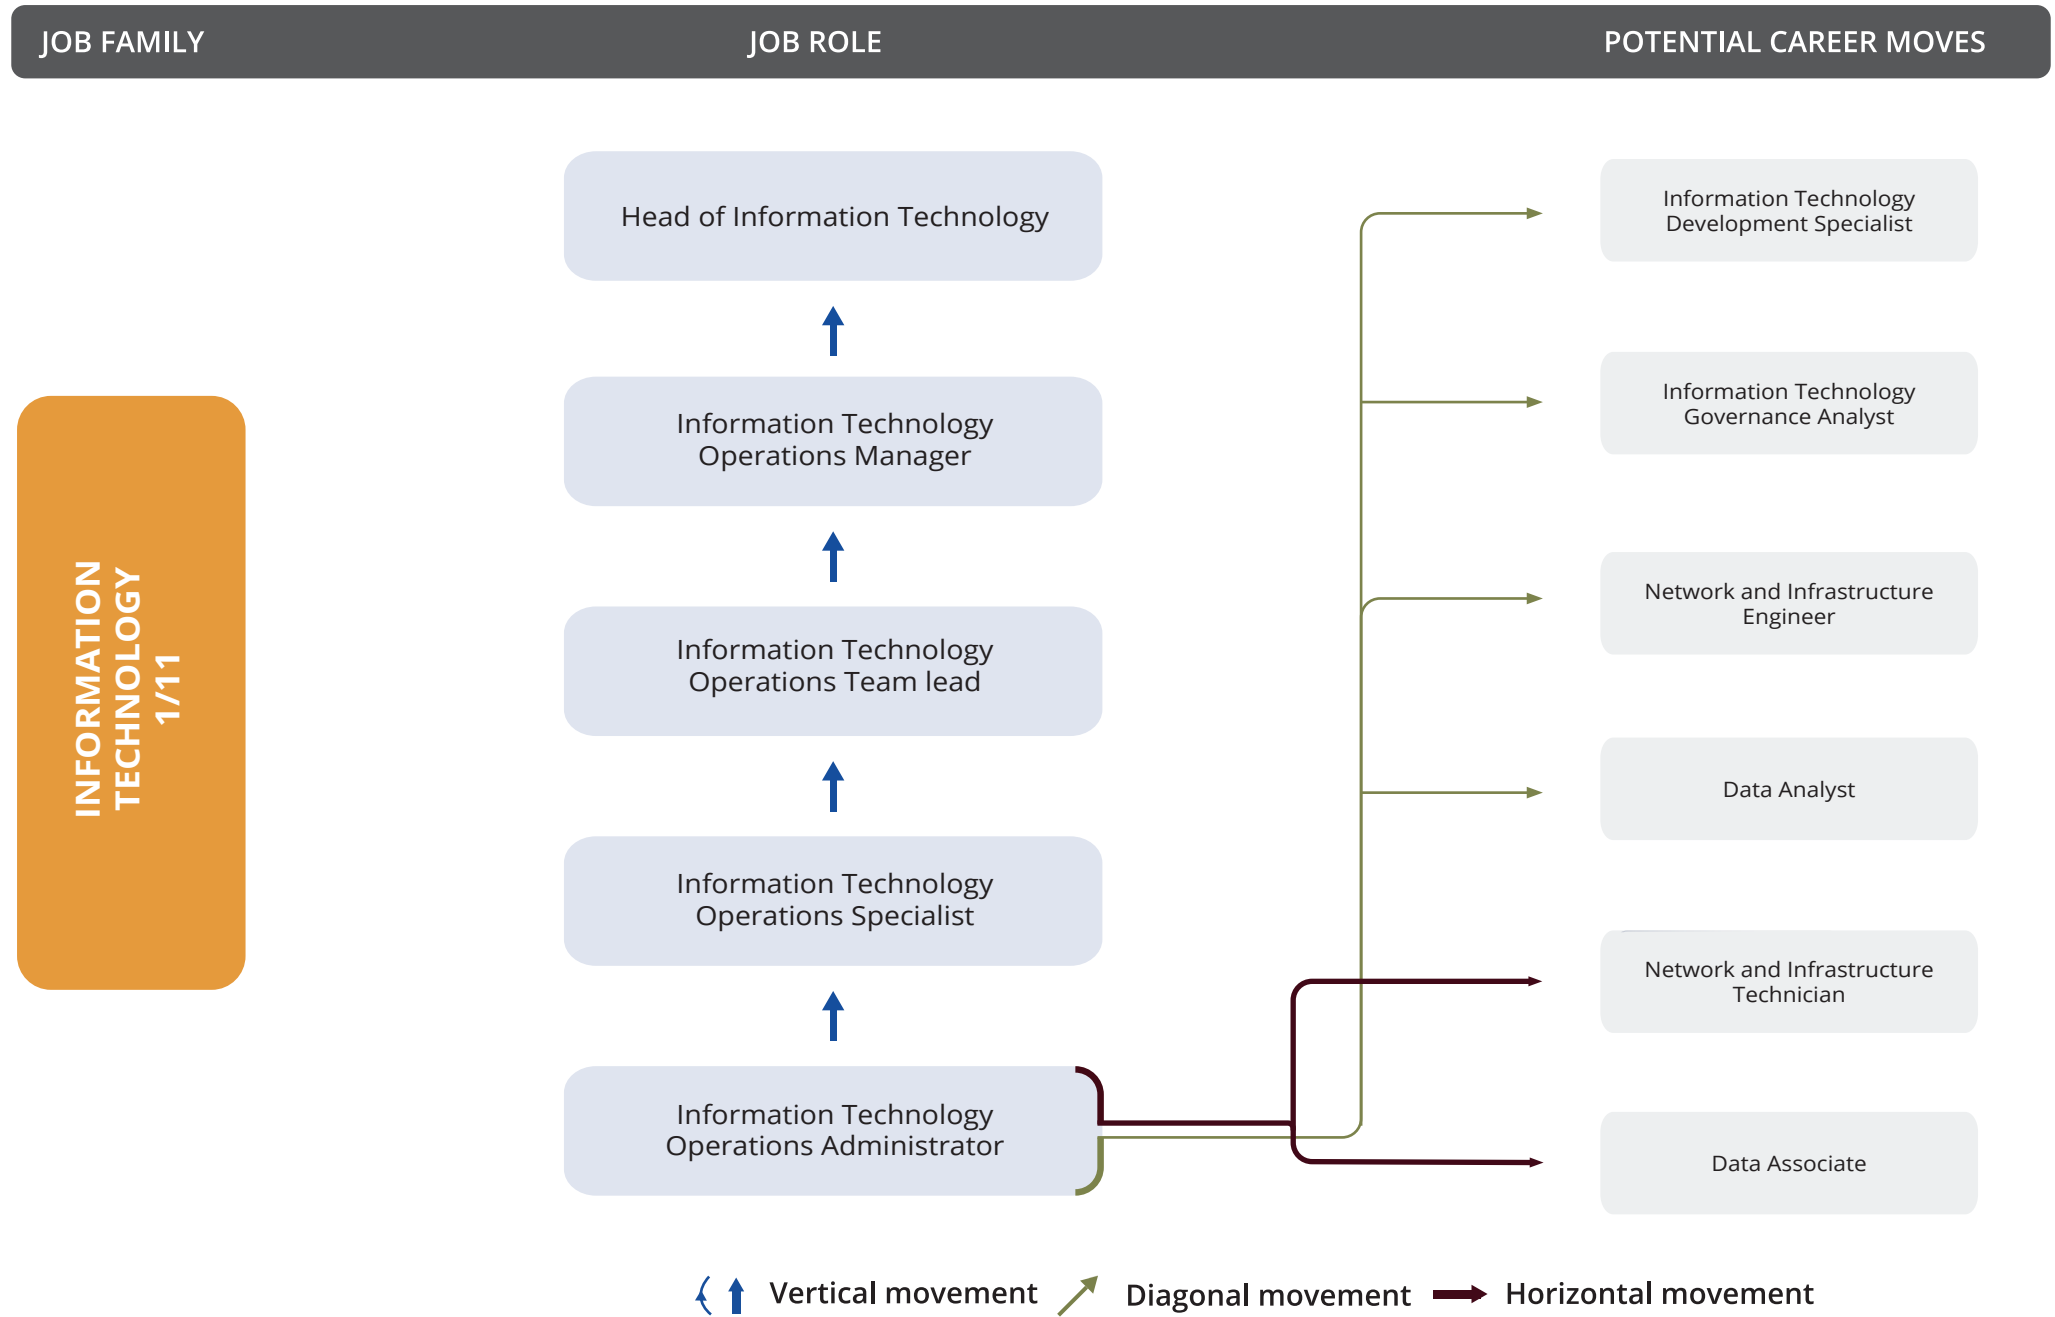 JOB FAMILY
JOB ROLE
POTENTIAL CAREER MOVES
INFORMATION
TECHNOLOGY
1/11
Head of Information Technology
Information Technology
Operations Manager
Information Technology
Operations Team lead
Information Technology
Operations Specialist
Information Technology
Operations Administrator
Information Technology
Development Specialist
Information Technology
Governance Analyst
Network and Infrastructure
Engineer
Data Analyst
Network and Infrastructure
Technician
Data Associate
Vertical movement
Diagonal movement
Horizontal movement